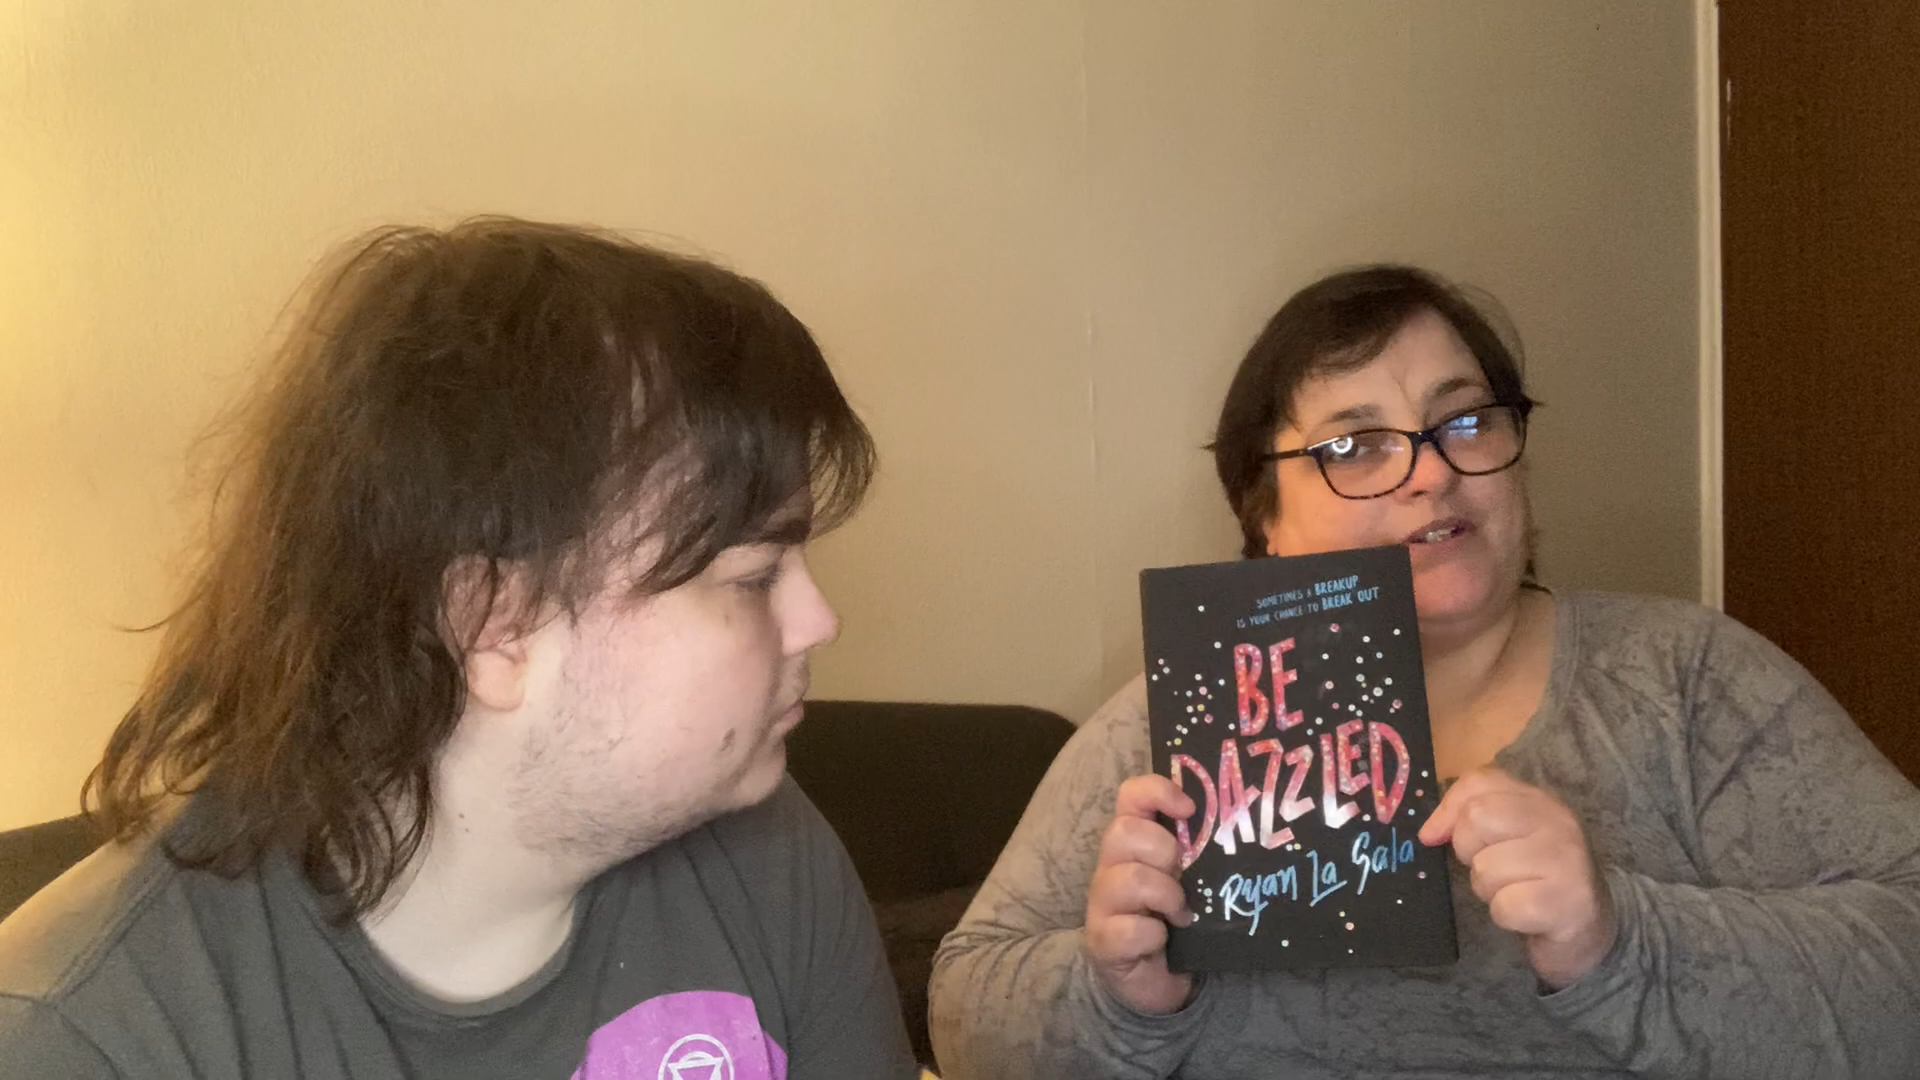 SOMETIMES A BREAKUP
IS YOUR CHANCE TO BREAK OUT
BE
DAZZLED
Ryan La Sala